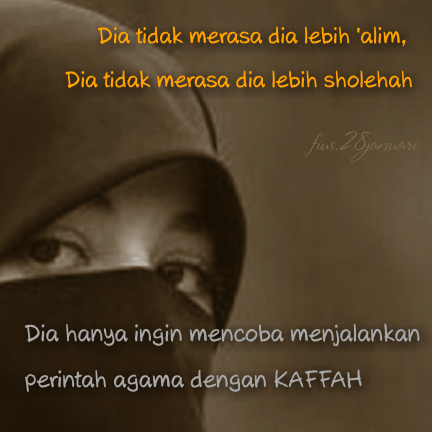 Dia tidak merasa dia lebih 'alim,
Dia tidak merasa dia lebih sholehah
fius.28januari
Dia hanya ingin mencoba menjalankan
perintah agama dengan KAFFAH